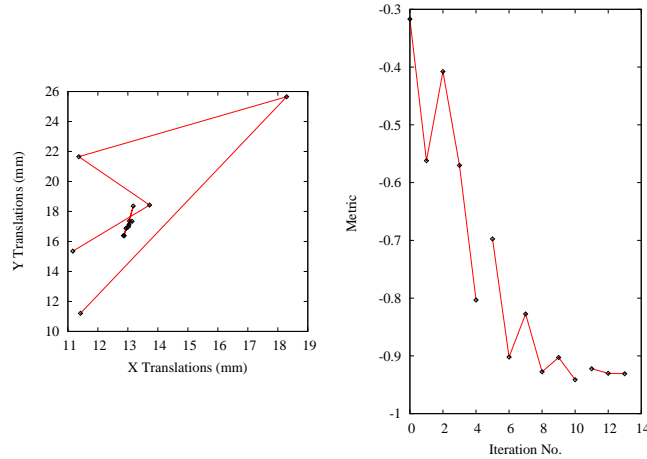 26
24
22
20
18
16
14
12
10
11 12 13 14 15 16 17 18 19
Y Translations (mm)
X Translations (mm)
-0.3
-0.4
-0.5
-0.6
-0.7
-0.8
-0.9
-1
0 2 4 6 8 10 12 14
Metric
Iteration No.